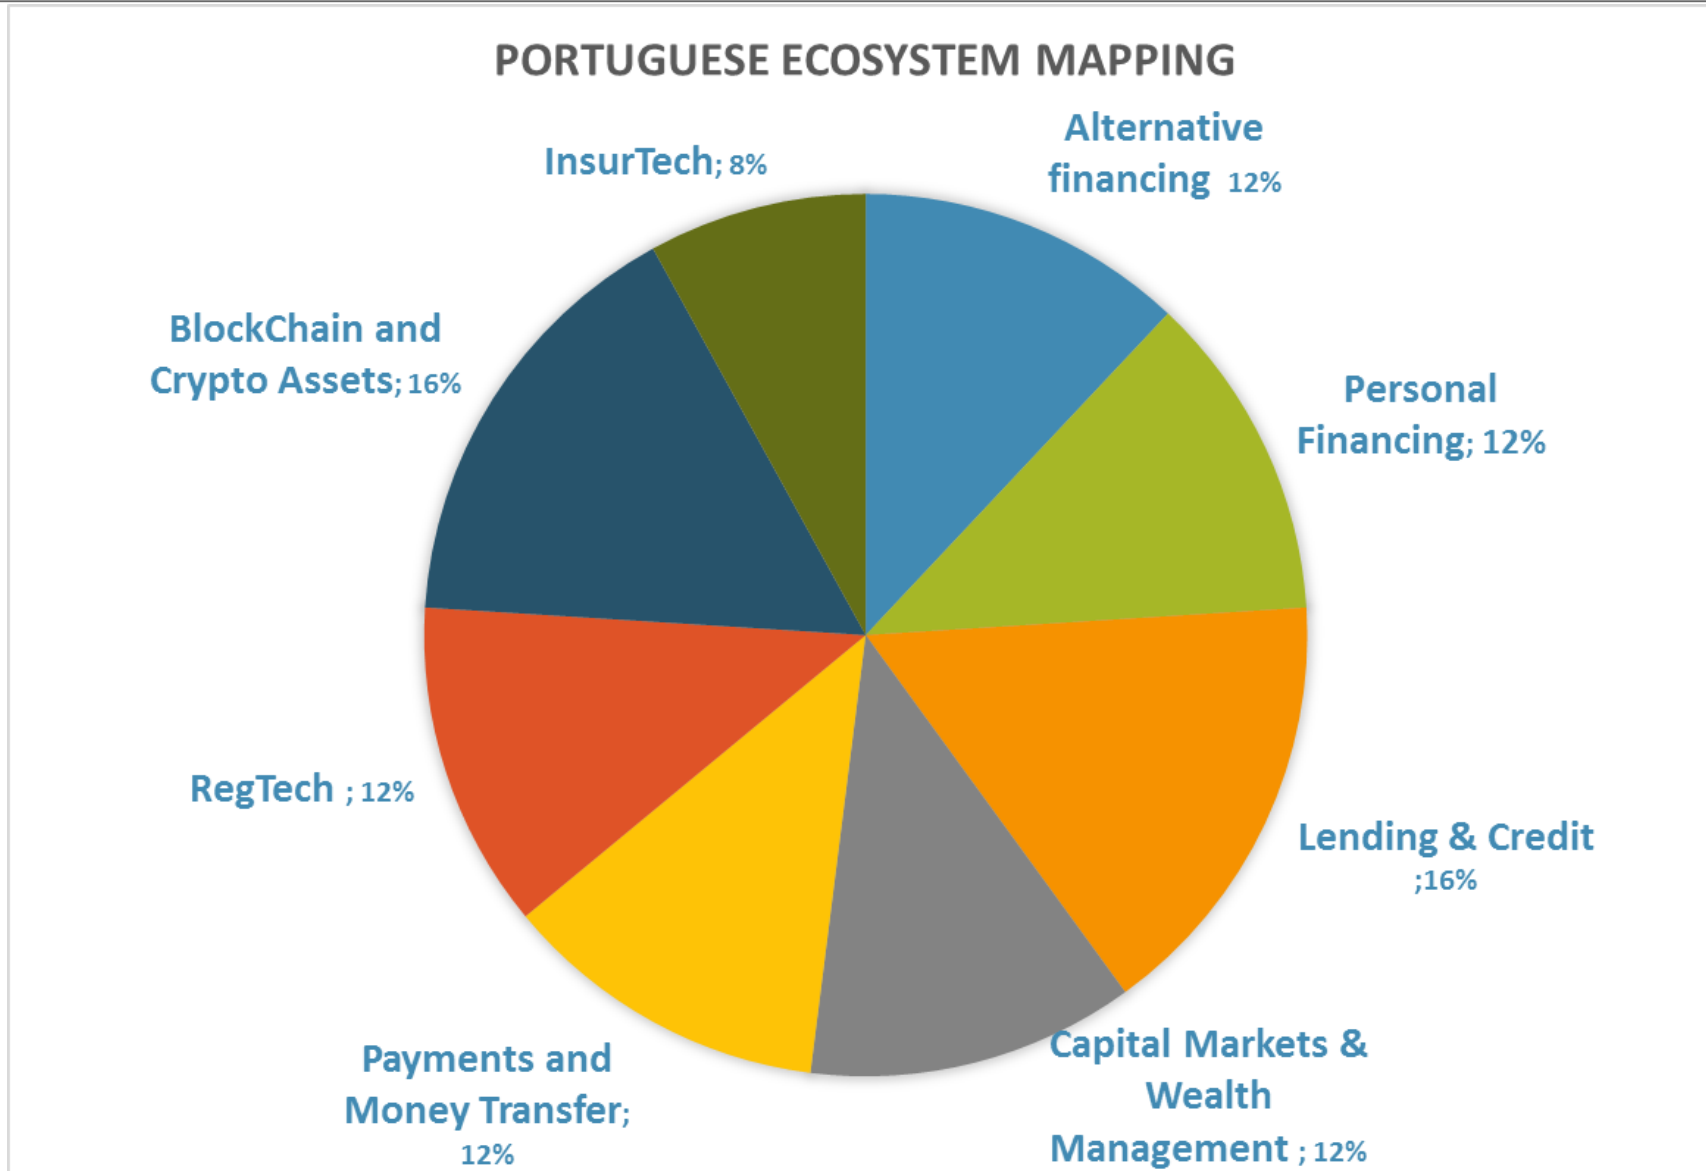 PORTUGUESE ECOSYSTEM MAPPING
Alternative
financing 12%
InsurTech; 8%
BlockChain and
Crypto Assets; 16%
Personal
Financing; 12%
RegTech ; 12%
Lending & Credit
;16%
Payments and
Money Transfer;
12%
Capital Markets &
Wealth
Management ; 12%